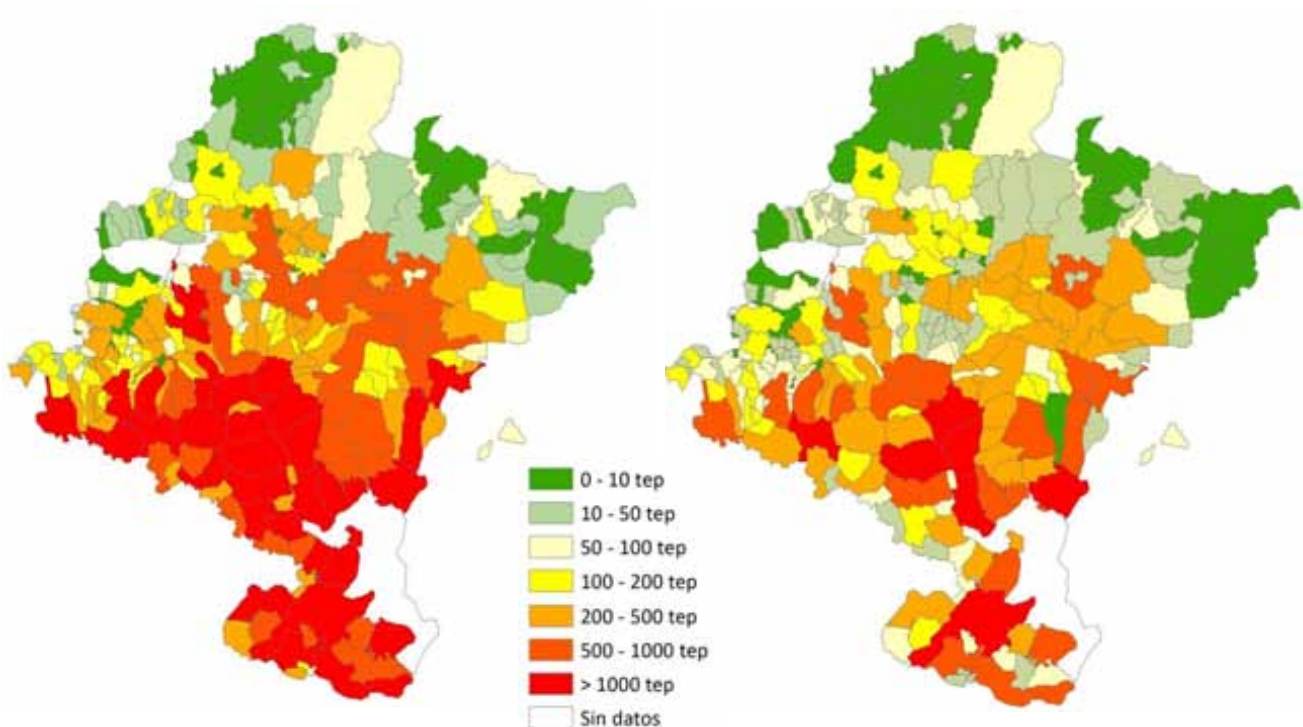 0 - 10 tep
10 - 50 tep
50 - 100 tep
100 - 200 tep
200 - 500 tep
500 - 1000 tep
> 1000 tep
Sin datos